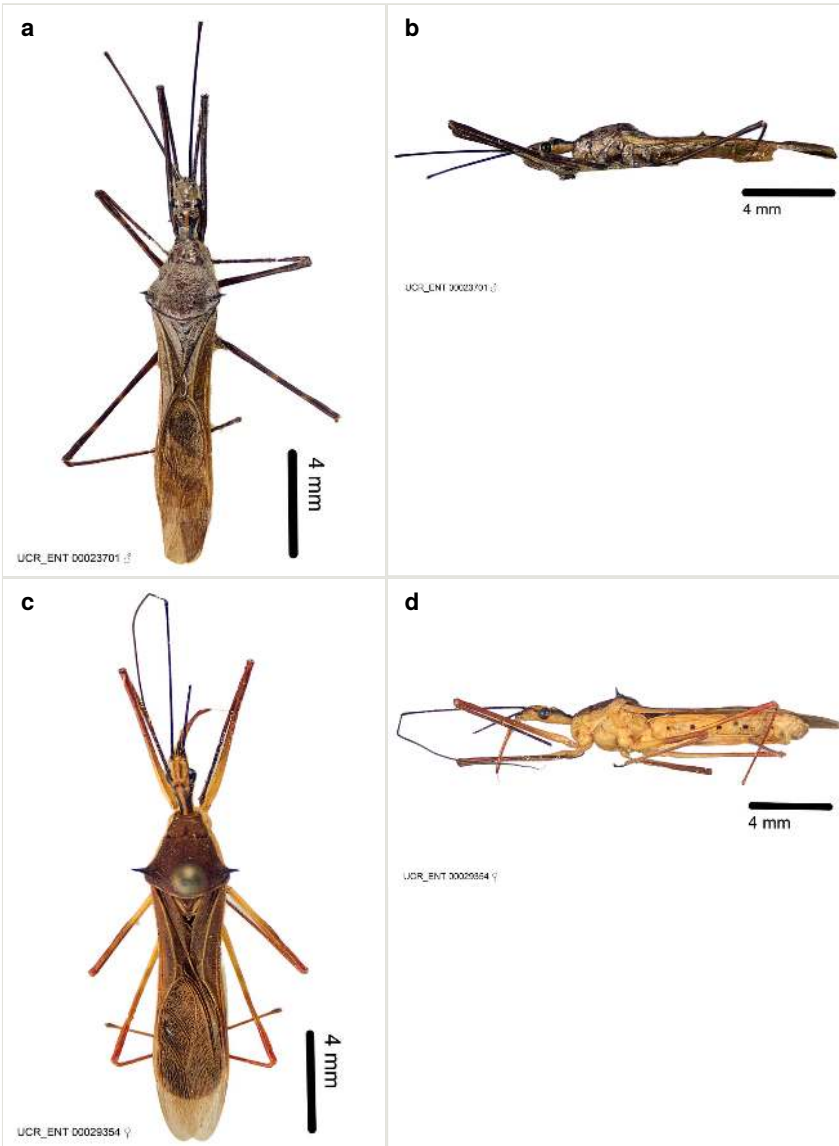 a
4 mm
UCR_ENT 00023701 ♂
b
4 mm
UCR_ENT 00023701 ♂
c
4 mm
UCR_ENT 00029354 ♀
d
4 mm
UCR_ENT 00029354 ♀